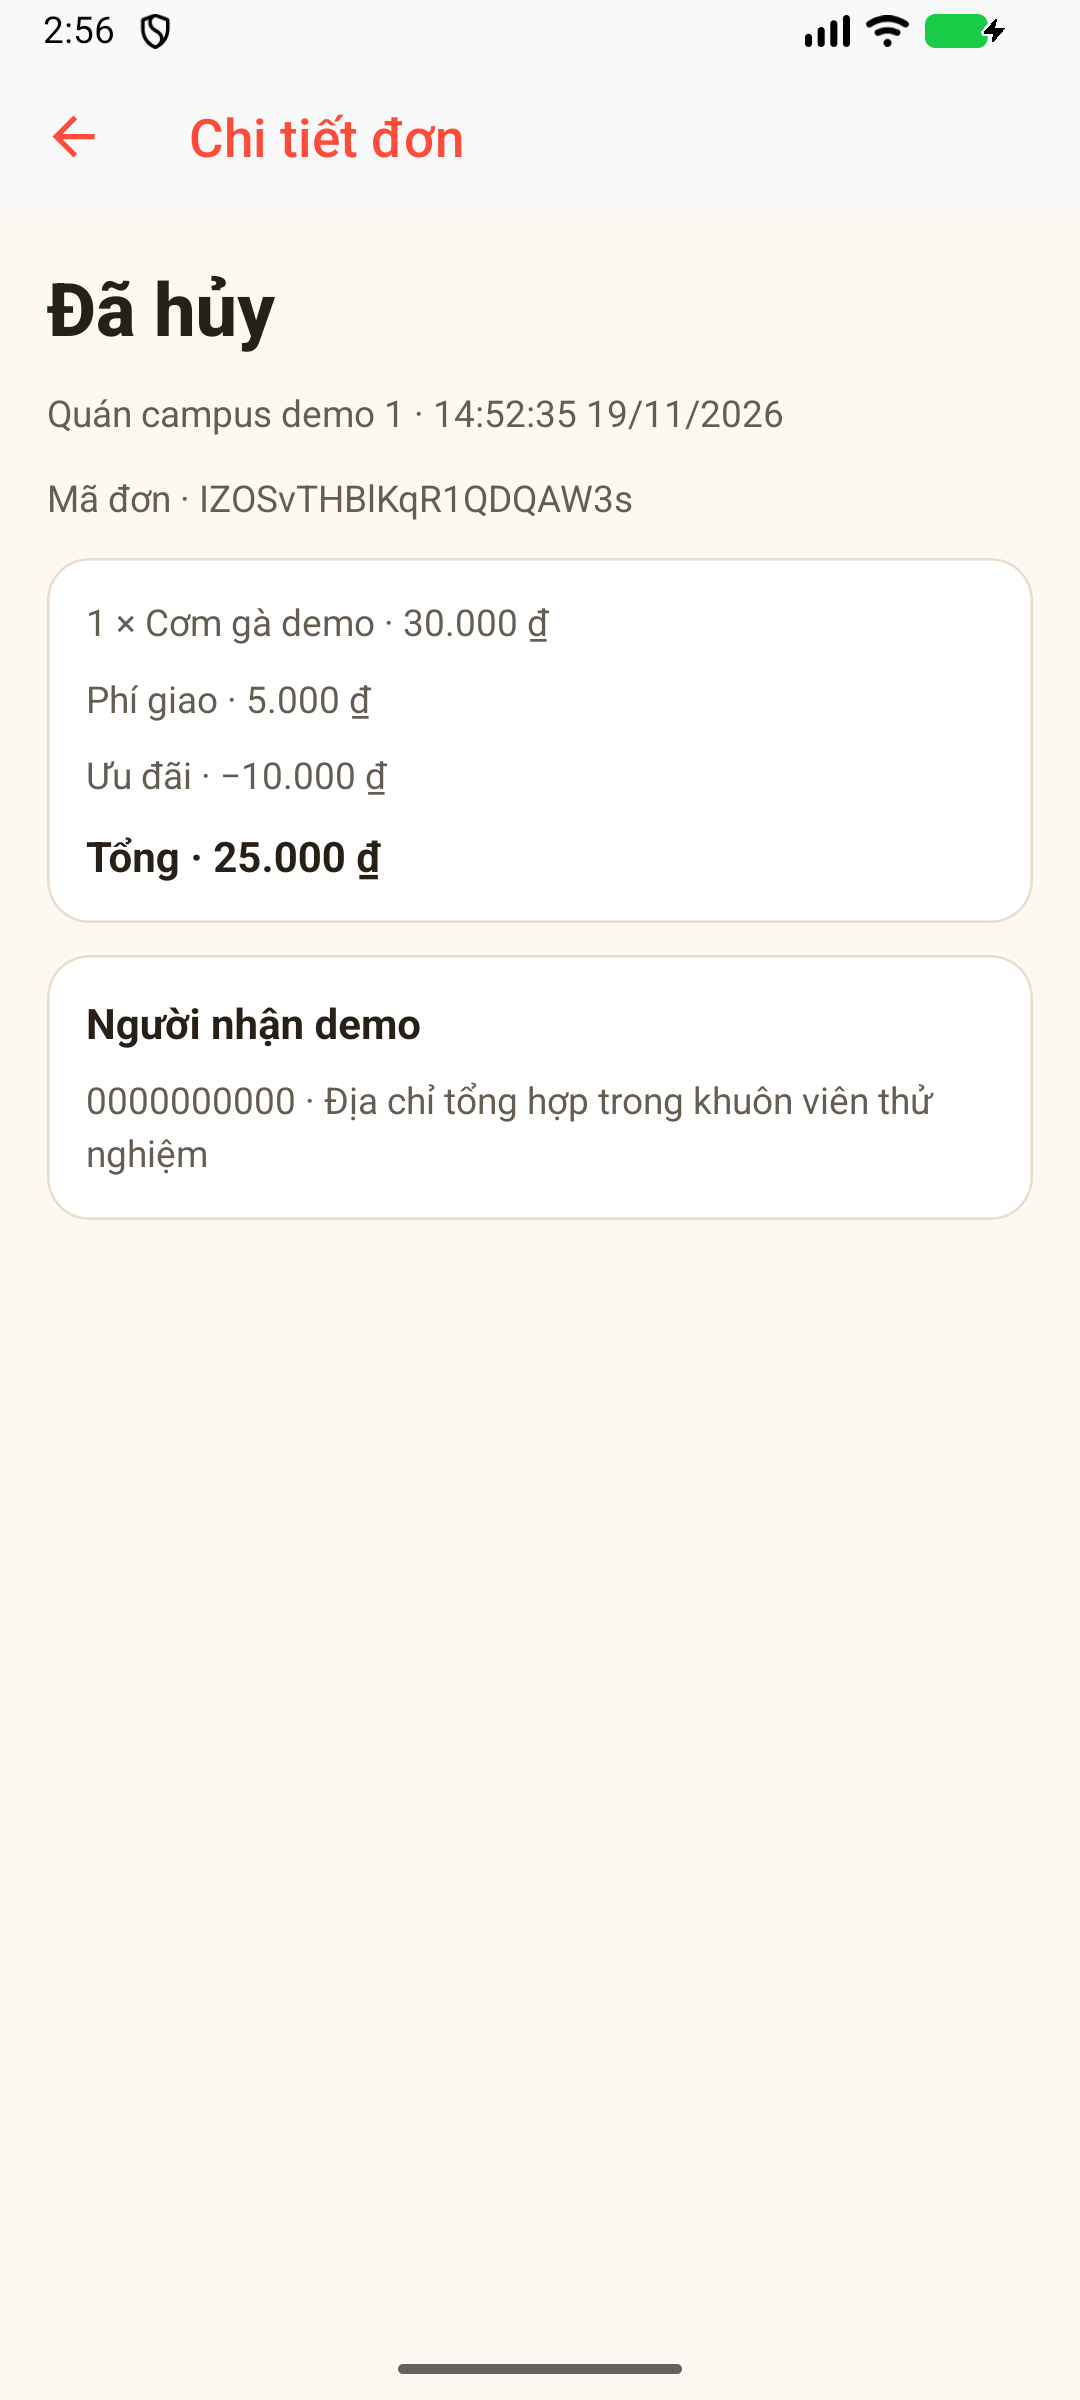 2:56
Chi tiết đơn
Đã hủy
Quán campus demo 1 · 14:52:35 19/11/2026
Mã đơn · IZOSvTHBlKqR1QDQAW3s
1 × Cơm gà demo · 30.000 ₫
Phí giao · 5.000 ₫
Ưu đãi · −10.000 ₫
Tổng · 25.000 ₫
Người nhận demo
0000000000 · Địa chỉ tổng hợp trong khuôn viên thử
nghiệm